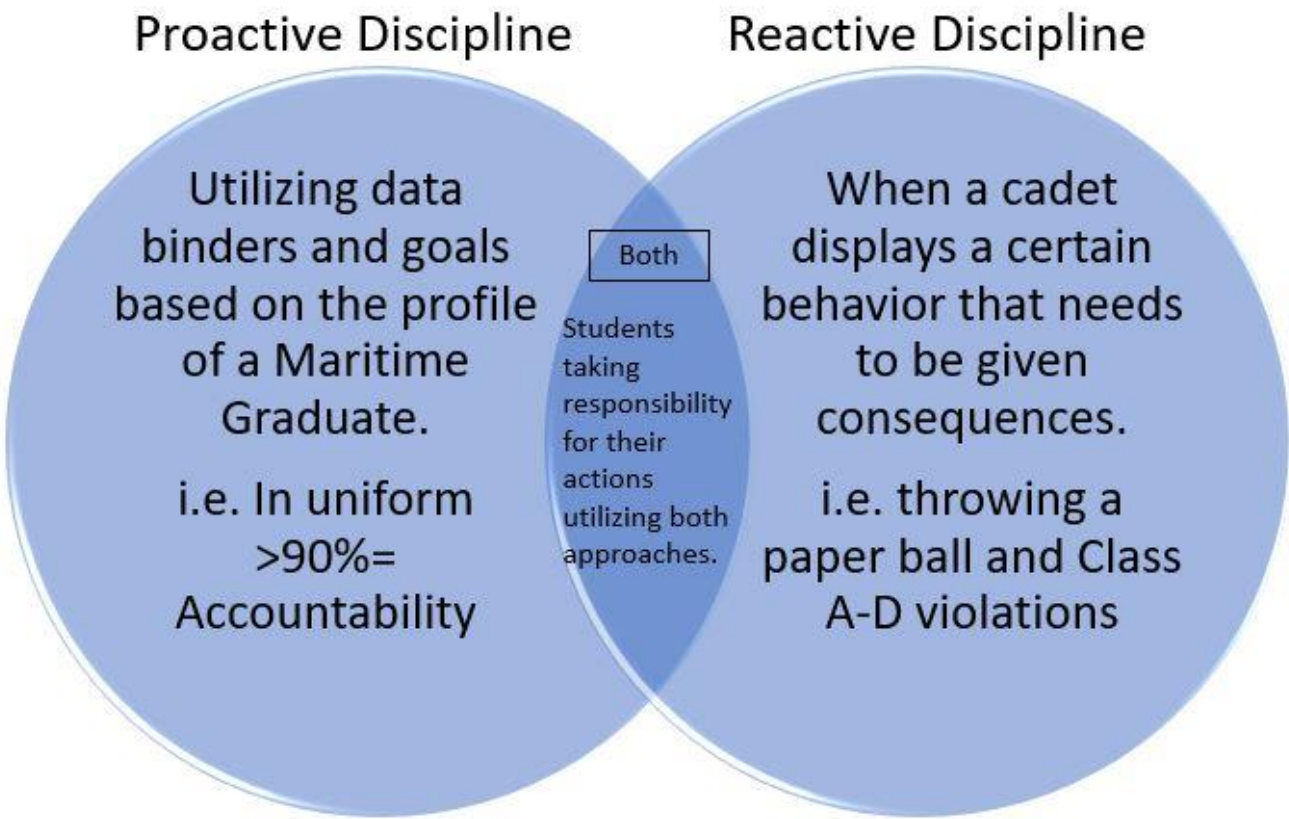 Proactive Discipline
Reactive Discipline
Utilizing data
binders and goals
based on the profile
of a Maritime
Graduate.
i.e. In uniform
>90%=
Accountability
Both
Students
taking
responsibility
for their
actions
utilizing both
approaches.
When a cadet
displays a certain
behavior that needs
to be given
consequences.
i.e. throwing a
paper ball and Class
A-D violations